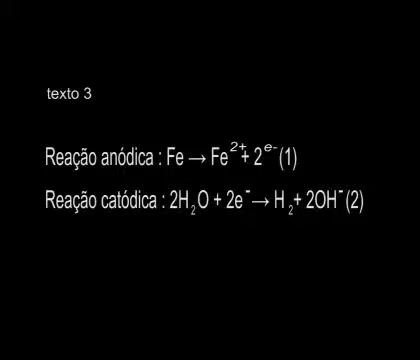 texto 3
Reação anódica : Fe → Fe²⁺ + 2e⁻ (1)
Reação catódica : 2H₂O + 2e⁻ → H₂ + 2OH⁻ (2)